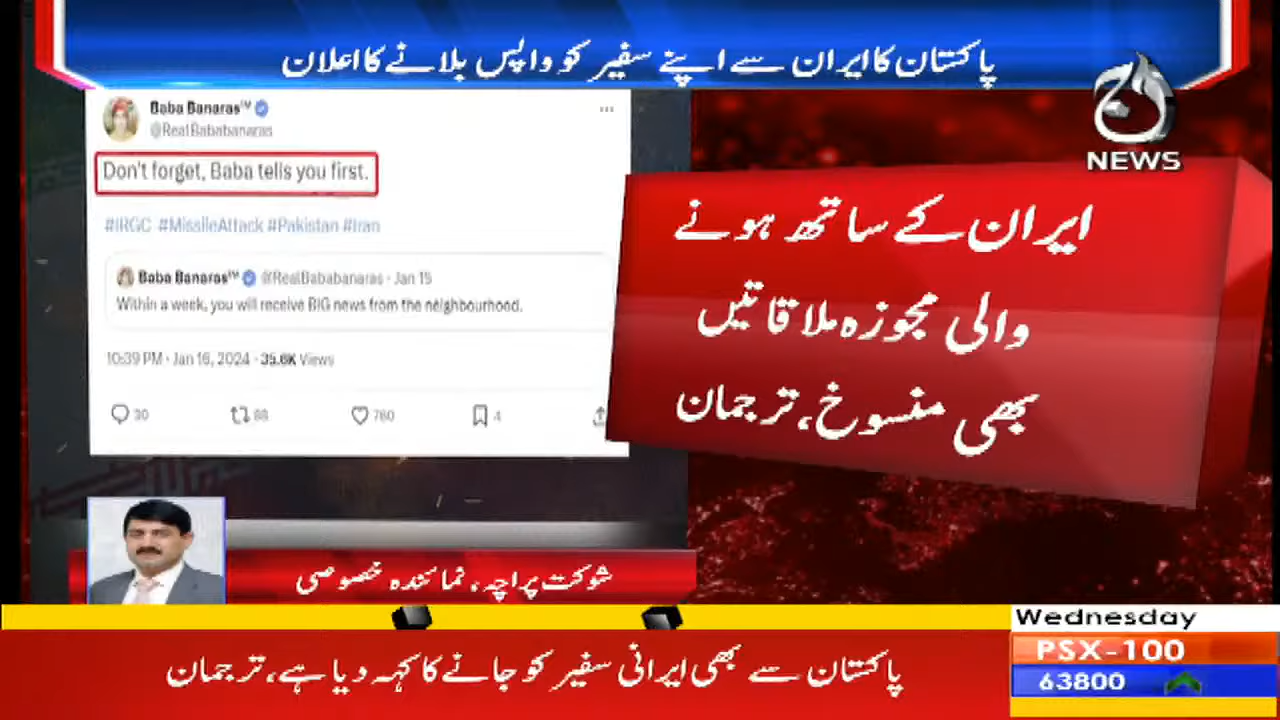 پاکستان کا ایران سے اپنے سفیر کو واپس بلانے کا اعلان
آج
NEWS
Baba Banaras™
@RealBababanaras
Don't forget, Baba tells you first.
#IRGC #MissileAttack #Pakistan #Iran
Baba Banaras™ @RealBababanaras · Jan 15
Within a week, you will receive BIG news from the neighbourhood.
10:39 PM · Jan 16, 2024 · 35.6K Views
30 88 760 4
ایران کے ساتھ ہونے
والی مجوزہ ملاقاتیں
بھی منسوخ، ترجمان
شوکت پراچہ، نمائندہ خصوصی
پاکستان سے بھی ایرانی سفیر کو جانے کا کہہ دیا ہے، ترجمان
Wednesday
PSX-100
63800